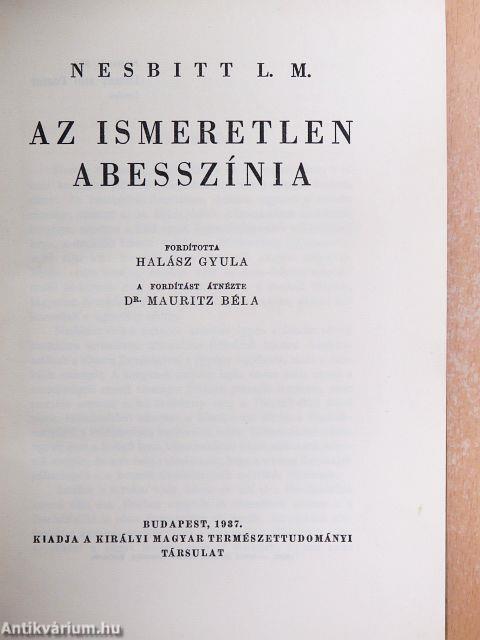 NESBITT L. M.
AZ ISMERETLEN
ABESSZÍNIA
FORDÍTOTTA
HALÁSZ GYULA
A FORDÍTÁST ÁTNÉZTE
DR. MAURITZ BÉLA
BUDAPEST, 1937.
KIADJA A KIRÁLYI MAGYAR TERMÉSZETTUDOMÁNYI
TÁRSULAT
Antikvárium.hu